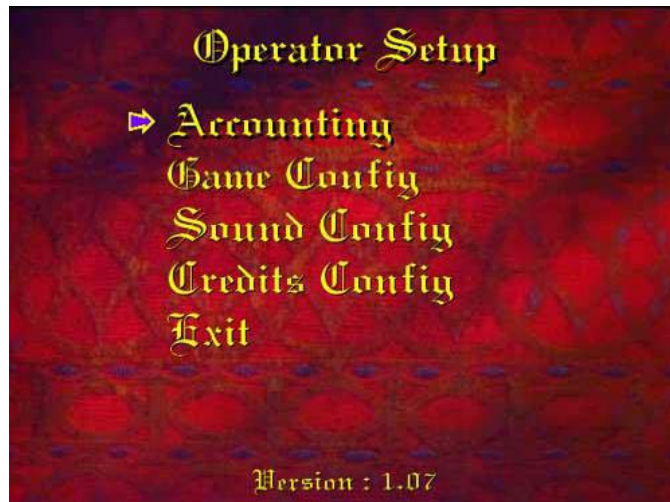 Operator Setup
Accounting
Game Config
Sound Config
Credits Config
Exit
Version : 1.07